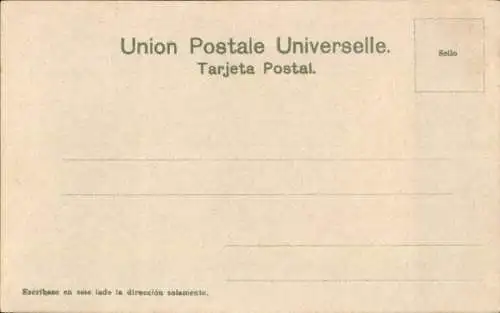 Union Postale Universelle.
Tarjeta Postal.
Sello
Escríbase en este lado la dirección solamente.